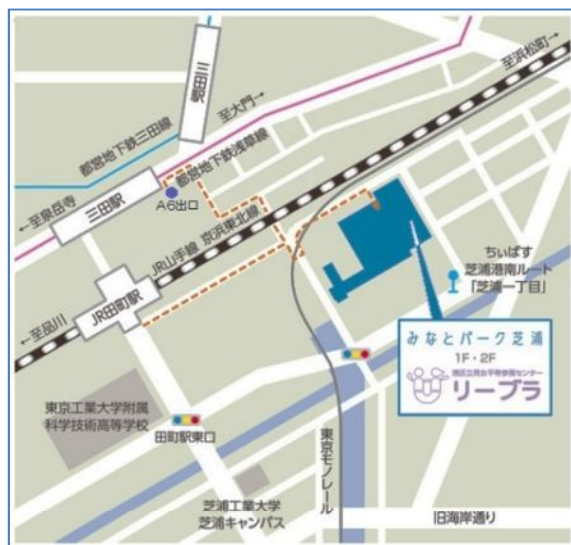 三田駅
至大門→
至浜松町→
都営地下鉄三田線
都営地下鉄浅草線
A6出口
←至泉岳寺
三田駅
JR山手線 京浜東北線
JR田町駅
←至品川
ちぃばす
芝浦港南ルート
「芝浦一丁目」
みなとパーク芝浦
1F・2F
港区立男女平等参画センター
リーブラ
東京工業大学附属
科学技術高等学校
田町駅東口
芝浦工業大学
芝浦キャンパス
東京モノレール
旧海岸通り